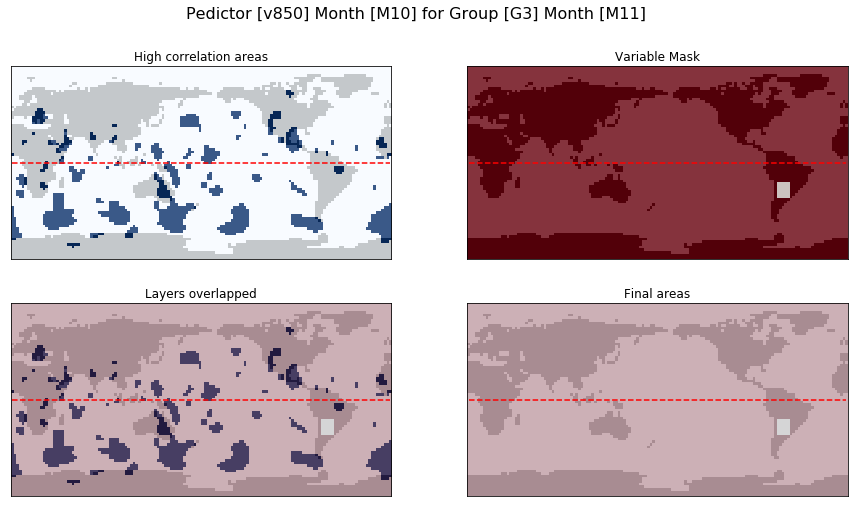 Pedictor [v850] Month [M10] for Group [G3] Month [M11]
High correlation areas
Variable Mask
Layers overlapped
Final areas